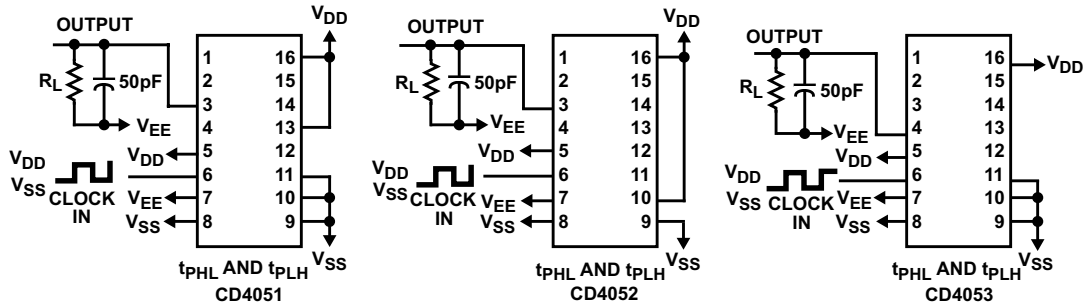 OUTPUT
R_L
50pF
V_EE
V_DD
V_DD
V_SS
CLOCK
IN
V_EE
V_SS
1
2
3
4
5
6
7
8
16
15
14
13
12
11
10
9
V_DD
V_SS
t_PHL AND t_PLH
CD4051
OUTPUT
R_L
50pF
V_EE
V_DD
V_DD
V_SS
CLOCK
IN
V_EE
V_SS
1
2
3
4
5
6
7
8
16
15
14
13
12
11
10
9
V_DD
V_SS
t_PHL AND t_PLH
CD4052
OUTPUT
R_L
50pF
V_EE
V_DD
V_DD
V_SS
CLOCK
IN
V_EE
V_SS
1
2
3
4
5
6
7
8
16
15
14
13
12
11
10
9
V_DD
V_SS
t_PHL AND t_PLH
CD4053